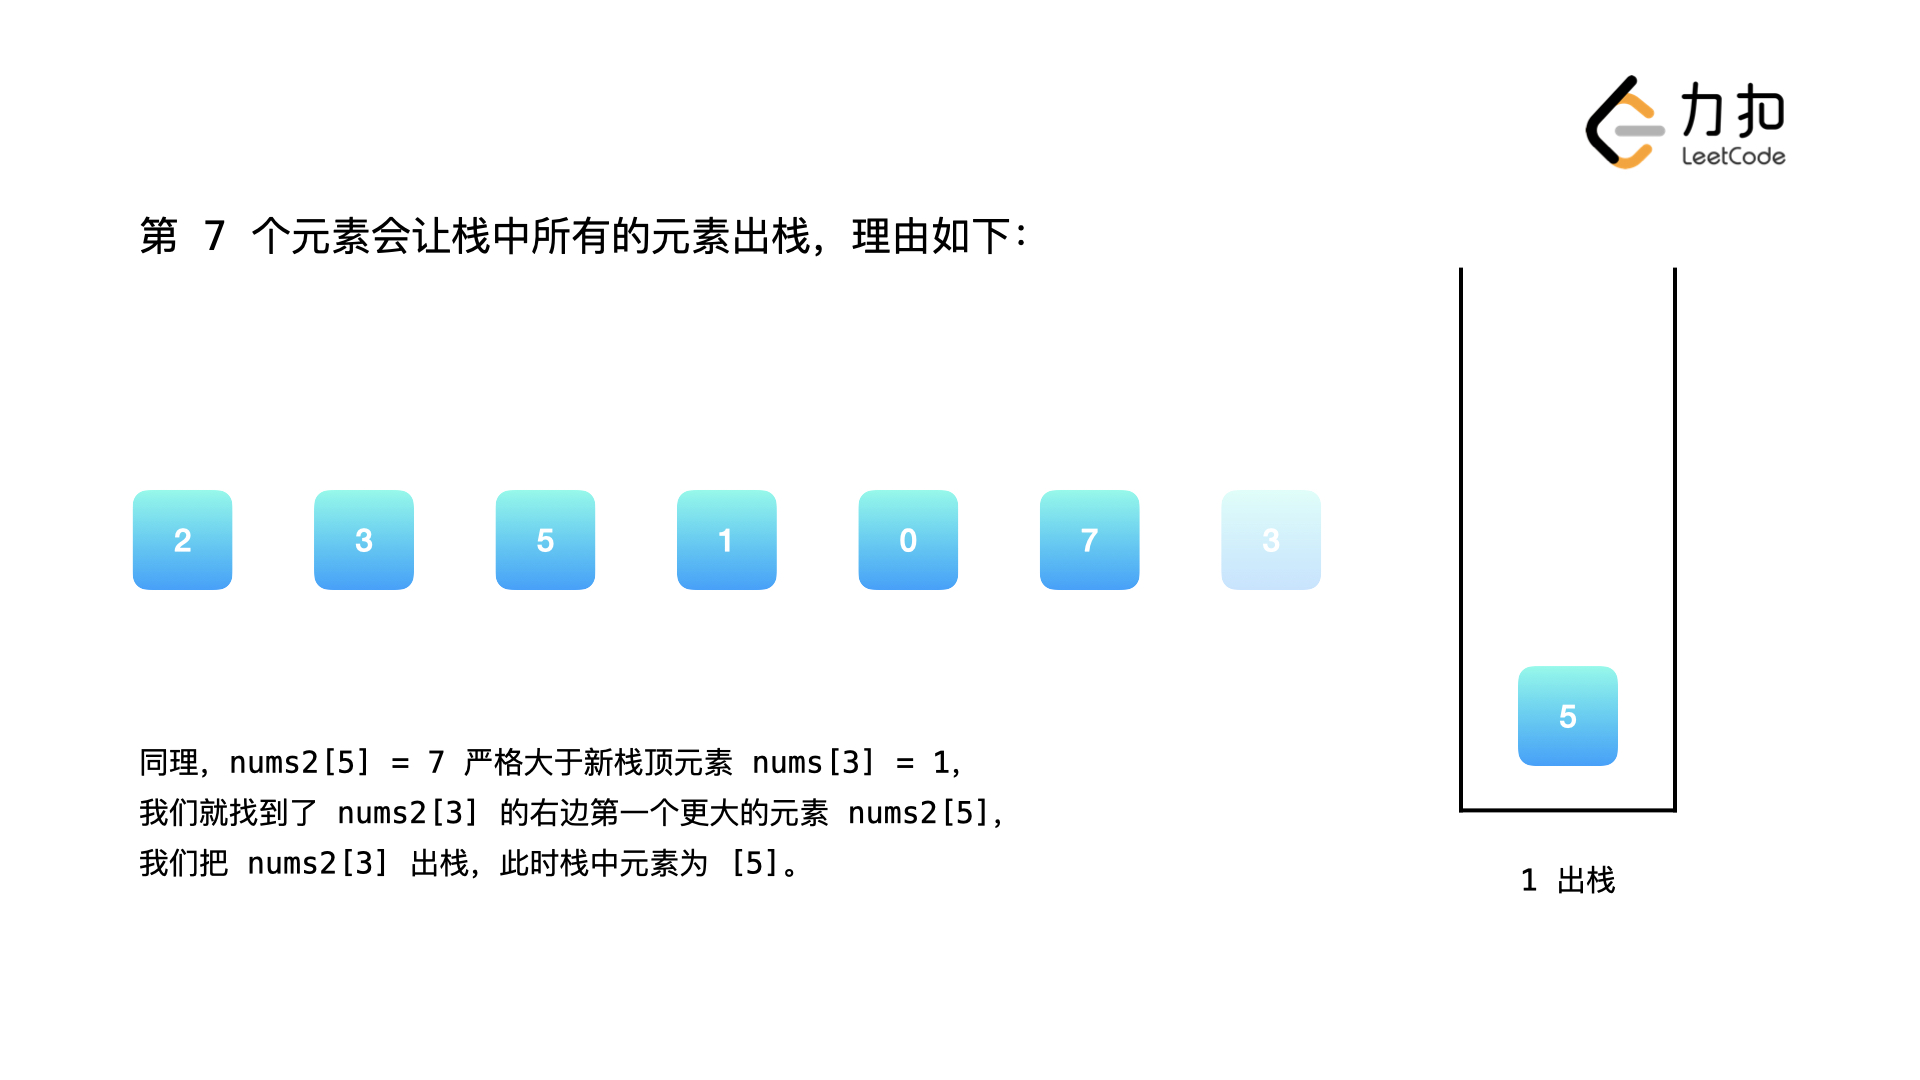 力扣
LeetCode
第 7 个元素会让栈中所有的元素出栈，理由如下：
2 3 5 1 0 7 3
5
同理，nums2[5] = 7 严格大于新栈顶元素 nums[3] = 1，
我们就找到了 nums2[3] 的右边第一个更大的元素 nums2[5]，
我们把 nums2[3] 出栈，此时栈中元素为 [5]。
1 出栈